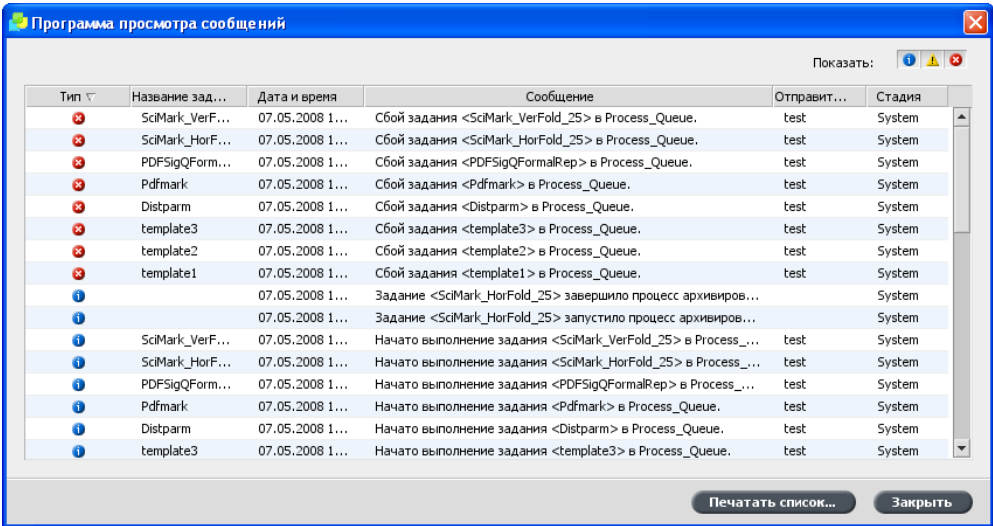 Программа просмотра сообщений
Показать:
Тип Название зад... Дата и время Сообщение Отправит... Стадия
SciMark_VerF... 07.05.2008 1... Сбой задания <SciMark_VerFold_25> в Process_Queue. test System
SciMark_HorF... 07.05.2008 1... Сбой задания <SciMark_HorFold_25> в Process_Queue. test System
PDFSigQForm... 07.05.2008 1... Сбой задания <PDFSigQFormalRep> в Process_Queue. test System
Pdfmark 07.05.2008 1... Сбой задания <Pdfmark> в Process_Queue. test System
Distparm 07.05.2008 1... Сбой задания <Distparm> в Process_Queue. test System
template3 07.05.2008 1... Сбой задания <template3> в Process_Queue. test System
template2 07.05.2008 1... Сбой задания <template2> в Process_Queue. test System
template1 07.05.2008 1... Сбой задания <template1> в Process_Queue. test System
07.05.2008 1... Задание <SciMark_HorFold_25> завершило процесс архивиров... System
07.05.2008 1... Задание <SciMark_HorFold_25> запустило процесс архивиров... System
SciMark_VerF... 07.05.2008 1... Начато выполнение задания <SciMark_VerFold_25> в Process_... test System
SciMark_HorF... 07.05.2008 1... Начато выполнение задания <SciMark_HorFold_25> в Process_... test System
PDFSigQForm... 07.05.2008 1... Начато выполнение задания <PDFSigQFormalRep> в Process_... test System
Pdfmark 07.05.2008 1... Начато выполнение задания <Pdfmark> в Process_Queue. test System
Distparm 07.05.2008 1... Начато выполнение задания <Distparm> в Process_Queue. test System
template3 07.05.2008 1... Начато выполнение задания <template3> в Process_Queue. test System
Печатать список... Закрыть